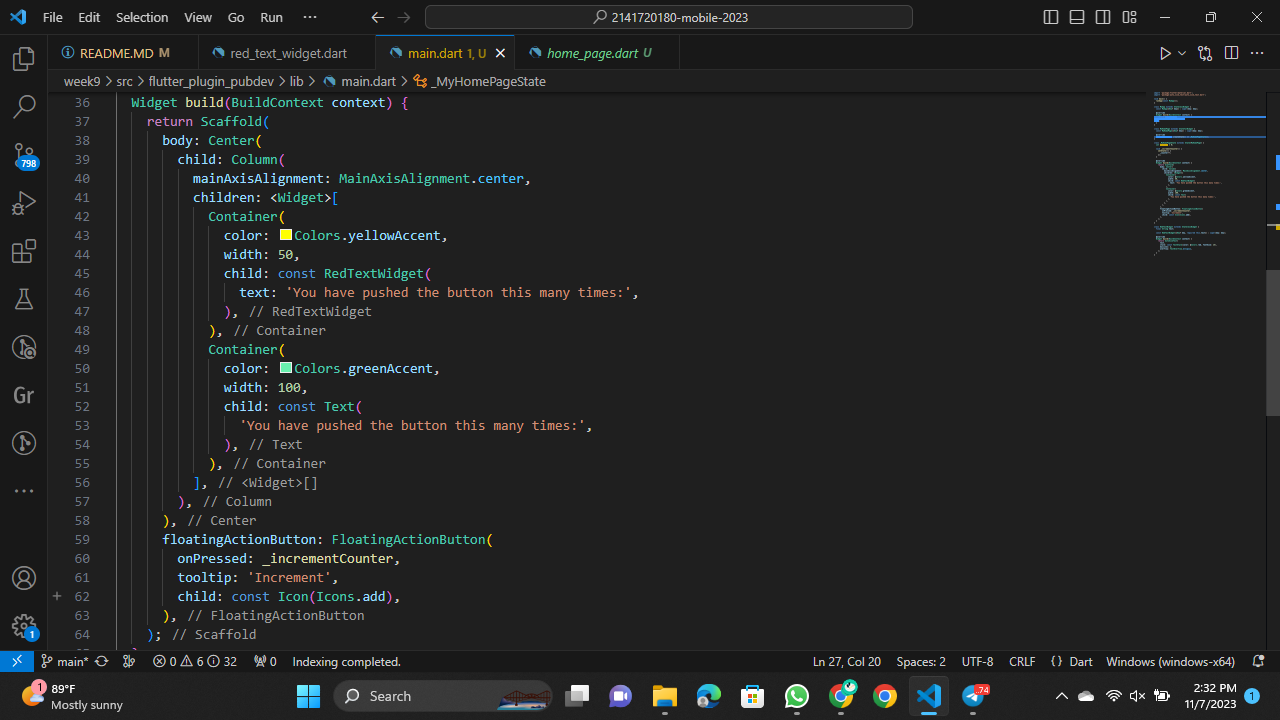 File Edit Selection View Go Run ··· 2141720180-mobile-2023
README.MD M red_text_widget.dart main.dart 1, U home_page.dart U
week9 > src > flutter_plugin_pubdev > lib > main.dart > _MyHomePageState
36 Widget build(BuildContext context) {
37 return Scaffold(
38 body: Center(
39 child: Column(
40 mainAxisAlignment: MainAxisAlignment.center,
41 children: <Widget>[
42 Container(
43 color: Colors.yellowAccent,
44 width: 50,
45 child: const RedTextWidget(
46 text: 'You have pushed the button this many times:',
47 ), // RedTextWidget
48 ), // Container
49 Container(
50 color: Colors.greenAccent,
51 width: 100,
52 child: const Text(
53 'You have pushed the button this many times:',
54 ), // Text
55 ), // Container
56 ], // <Widget>[]
57 ), // Column
58 ), // Center
59 floatingActionButton: FloatingActionButton(
60 onPressed: _incrementCounter,
61 tooltip: 'Increment',
62 child: const Icon(Icons.add),
63 ), // FloatingActionButton
64 ); // Scaffold
798
Gr
1
main* 0 6 32 0 Indexing completed. Ln 27, Col 20 Spaces: 2 UTF-8 CRLF { } Dart Windows (windows-x64)
1 89°F Search 74 2:32 PM
Mostly sunny 11/7/2023 1